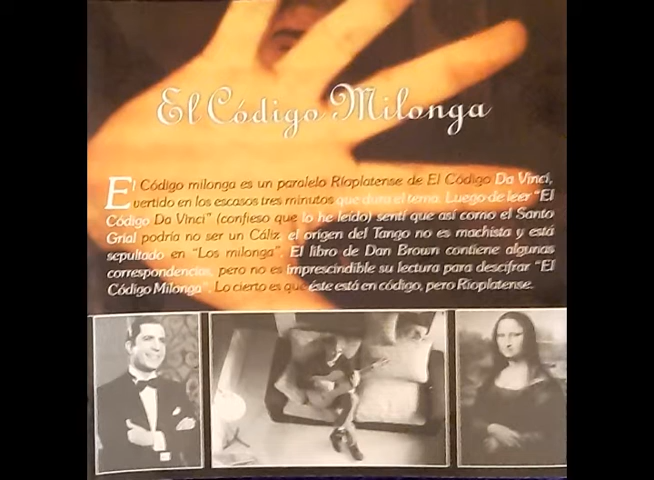 El Código Milonga
El Código milonga es un paralelo Ríoplatense de El Código Da Vinci,
vertido en los escasos tres minutos que dura el tema. Luego de leer "El
Código Da Vinci" (confieso que lo he leído) sentí que así como el Santo
Grial podría no ser un Cáliz el origen del Tango no es machista y está
sepultado en "Los milonga". El libro de Dan Brown contiene algunas
correspondencias, pero no es imprescindible su lectura para descifrar "El
Código Milonga". Lo cierto es que éste está en código, pero Rioplatense.